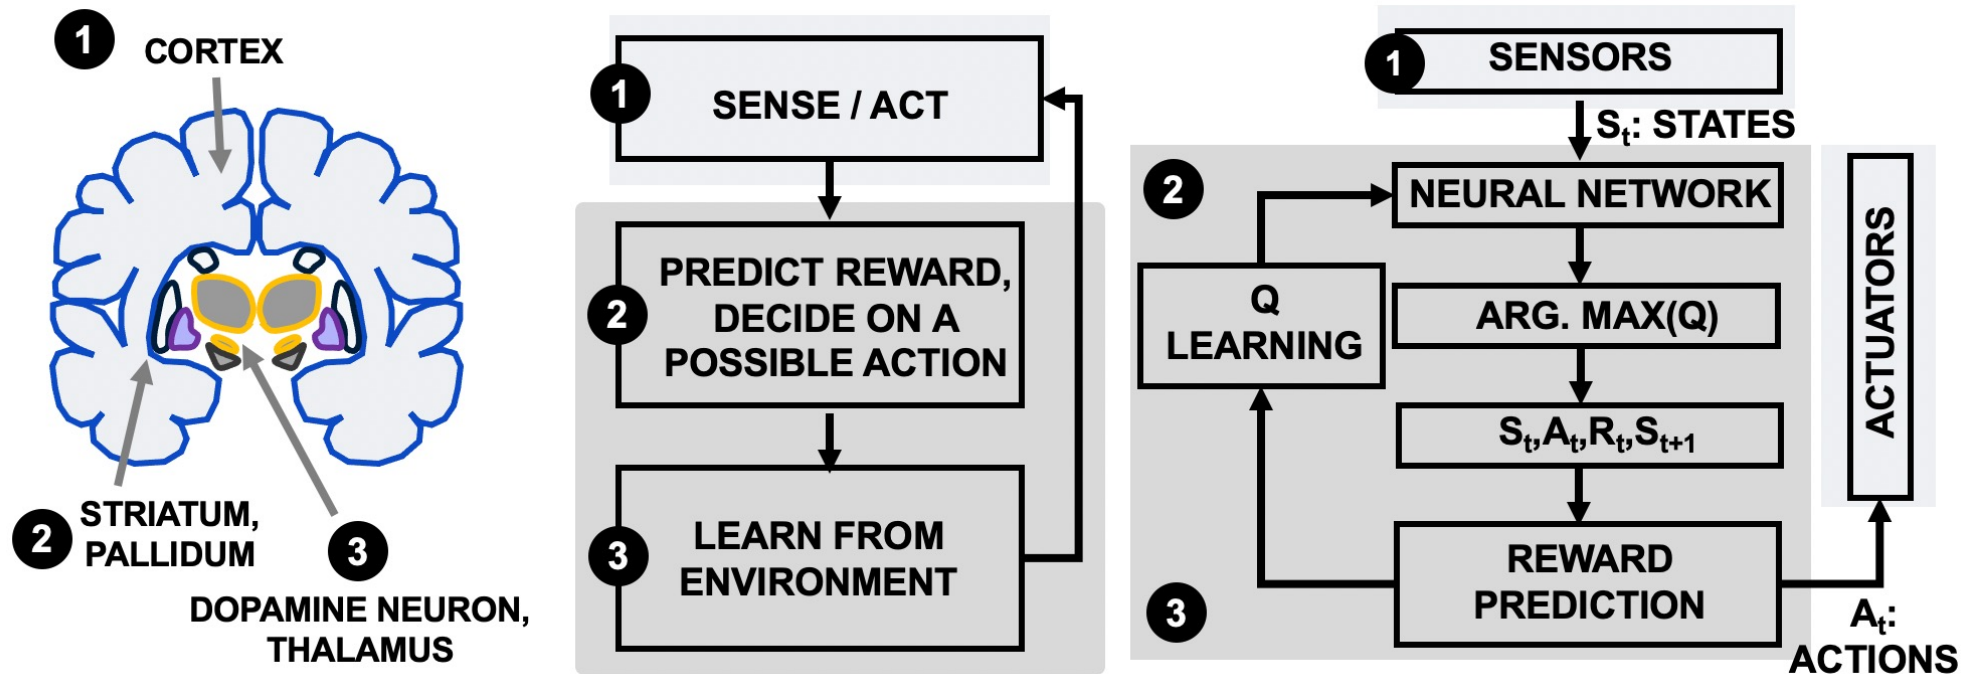 1
CORTEX
2
STRIATUM,
PALLIDUM
3
DOPAMINE NEURON,
THALAMUS
1
SENSE / ACT
2
PREDICT REWARD,
DECIDE ON A
POSSIBLE ACTION
3
LEARN FROM
ENVIRONMENT
1
SENSORS
Sₜ: STATES
2
NEURAL NETWORK
Q
LEARNING
ARG. MAX(Q)
Sₜ,Aₜ,Rₜ,Sₜ₊₁
3
REWARD
PREDICTION
ACTUATORS
Aₜ:
ACTIONS